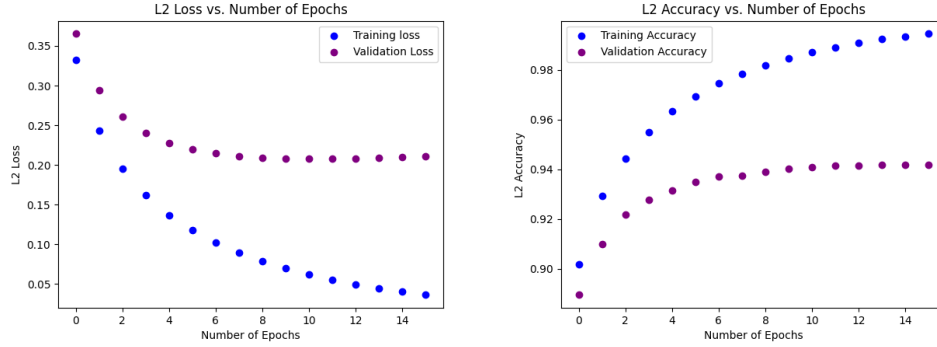 L2 Loss vs. Number of Epochs
Training loss
Validation Loss
L2 Loss
0.35
0.30
0.25
0.20
0.15
0.10
0.05
0 2 4 6 8 10 12 14
Number of Epochs
L2 Accuracy vs. Number of Epochs
Training Accuracy
Validation Accuracy
L2 Accuracy
0.98
0.96
0.94
0.92
0.90
0 2 4 6 8 10 12 14
Number of Epochs